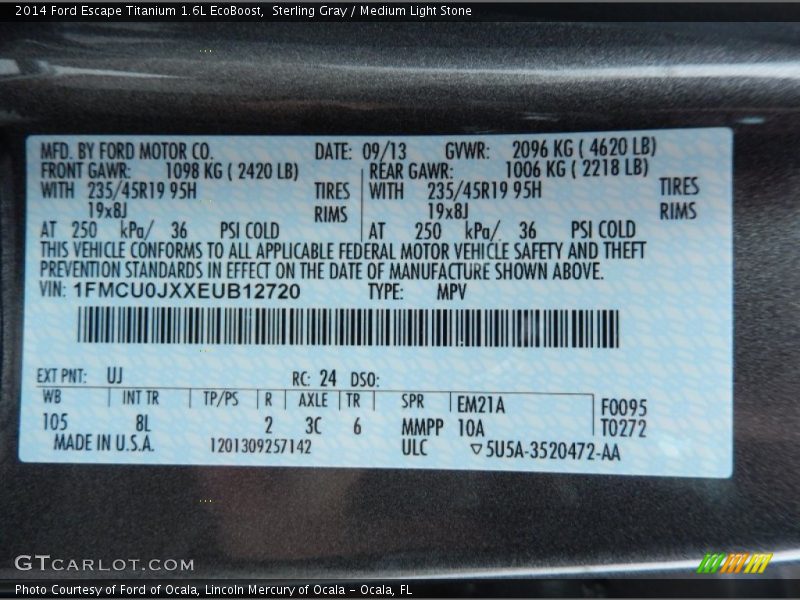 2014 Ford Escape Titanium 1.6L EcoBoost,  Sterling Gray / Medium Light Stone
MFD. BY FORD MOTOR CO. DATE: 09/13 GVWR: 2096 KG ( 4620 LB)
FRONT GAWR: 1098 KG ( 2420 LB) REAR GAWR: 1006 KG ( 2218 LB)
WITH 235/45R19 95H TIRES WITH 235/45R19 95H TIRES
19x8J RIMS 19x8J RIMS
AT 250 kPa/ 36 PSI COLD AT 250 kPa/ 36 PSI COLD
THIS VEHICLE CONFORMS TO ALL APPLICABLE FEDERAL MOTOR VEHICLE SAFETY AND THEFT
PREVENTION STANDARDS IN EFFECT ON THE DATE OF MANUFACTURE SHOWN ABOVE.
VIN: 1FMCU0JXXEUB12720 TYPE: MPV
EXT PNT: UJ RC: 24 DSO:
WB INT TR TP/PS R AXLE TR SPR EM21A F0095
105 8L 2 3C 6 MMPP 10A T0272
MADE IN U.S.A. 1201309257142 ULC ▽5U5A-3520472-AA
GTCARLOT.COM
Photo Courtesy of Ford of Ocala, Lincoln Mercury of Ocala - Ocala, FL